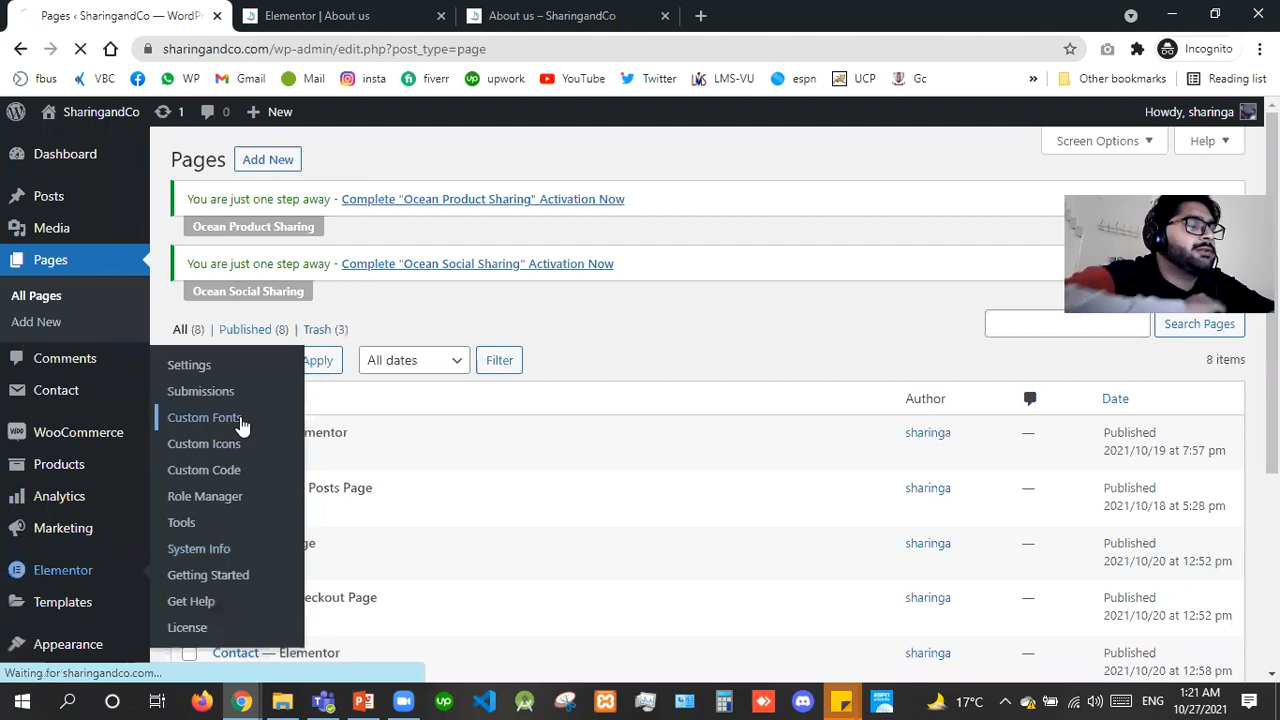 Pages ‹ SharingandCo — WordP
Elementor | About us
About us – SharingandCo
sharingandco.com/wp-admin/edit.php?post_type=page
Incognito
fbus
VBC
WP
Gmail
Mail
insta
fiverr
upwork
YouTube
Twitter
LMS-VU
espn
UCP
Gc
»
Other bookmarks
Reading list
SharingandCo
1
0
New
Howdy, sharinga
Dashboard
Posts
Media
Pages
All Pages
Add New
Comments
Contact
WooCommerce
Products
Analytics
Marketing
Elementor
Templates
Appearance
Screen Options
Help
Pages
Add New
You are just one step away - Complete "Ocean Product Sharing" Activation Now
Ocean Product Sharing
You are just one step away - Complete "Ocean Social Sharing" Activation Now
Ocean Social Sharing
All (8) | Published (8) | Trash (3)
Search Pages
Apply
All dates
Filter
8 items
Settings
Submissions
Custom Fonts
Custom Icons
Custom Code
Role Manager
Tools
System Info
Getting Started
Get Help
License
Author
Date
mentor
sharinga
—
Published
2021/10/19 at 7:57 pm
Posts Page
sharinga
—
Published
2021/10/18 at 5:28 pm
ge
sharinga
—
Published
2021/10/20 at 12:52 pm
eckout Page
sharinga
—
Published
2021/10/20 at 12:52 pm
Contact — Elementor
sharinga
—
Published
2021/10/20 at 12:58 pm
Waiting for sharingandco.com...
17°C
ENG
1:21 AM
10/27/2021